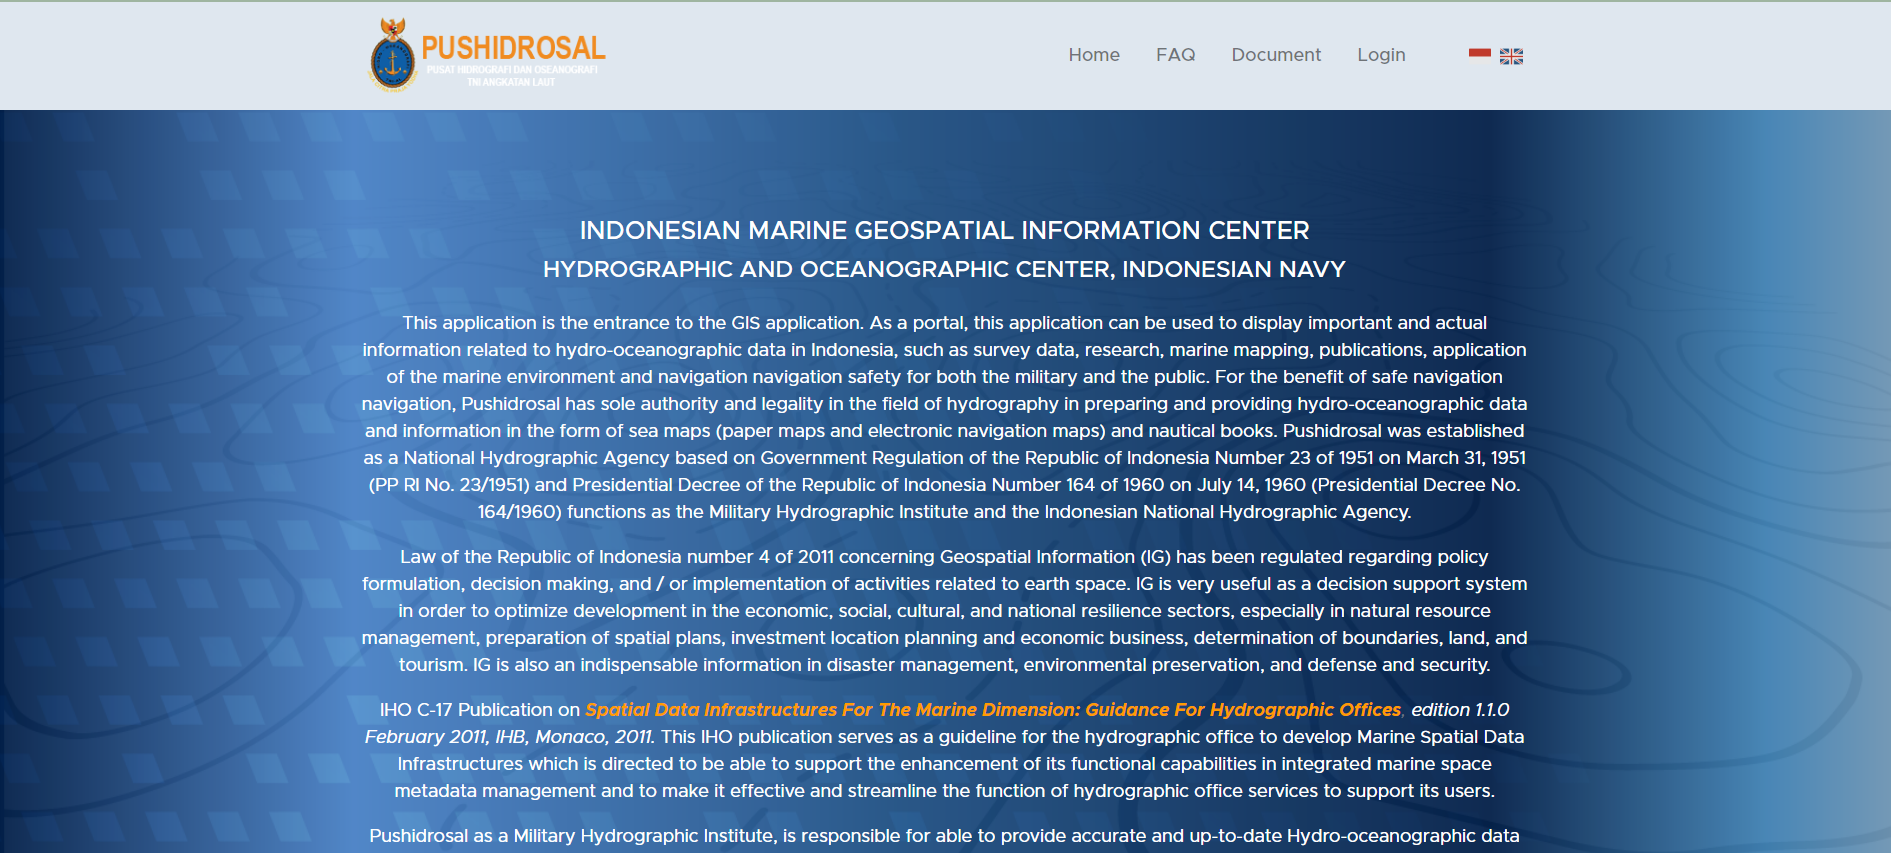 PUSHIDROSAL
PUSAT HIDROGRAFI DAN OSEANOGRAFI
TNI ANGKATAN LAUT
Home FAQ Document Login
INDONESIAN MARINE GEOSPATIAL INFORMATION CENTER
HYDROGRAPHIC AND OCEANOGRAPHIC CENTER, INDONESIAN NAVY
This application is the entrance to the GIS application. As a portal, this application can be used to display important and actual
information related to hydro-oceanographic data in Indonesia, such as survey data, research, marine mapping, publications, application
of the marine environment and navigation navigation safety for both the military and the public. For the benefit of safe navigation
navigation, Pushidrosal has sole authority and legality in the field of hydrography in preparing and providing hydro-oceanographic data
and information in the form of sea maps (paper maps and electronic navigation maps) and nautical books. Pushidrosal was established
as a National Hydrographic Agency based on Government Regulation of the Republic of Indonesia Number 23 of 1951 on March 31, 1951
(PP RI No. 23/1951) and Presidential Decree of the Republic of Indonesia Number 164 of 1960 on July 14, 1960 (Presidential Decree No.
164/1960) functions as the Military Hydrographic Institute and the Indonesian National Hydrographic Agency.
Law of the Republic of Indonesia number 4 of 2011 concerning Geospatial Information (IG) has been regulated regarding policy
formulation, decision making, and / or implementation of activities related to earth space. IG is very useful as a decision support system
in order to optimize development in the economic, social, cultural, and national resilience sectors, especially in natural resource
management, preparation of spatial plans, investment location planning and economic business, determination of boundaries, land, and
tourism. IG is also an indispensable information in disaster management, environmental preservation, and defense and security.
IHO C-17 Publication on Spatial Data Infrastructures For The Marine Dimension: Guidance For Hydrographic Offices, edition 1.1.0
February 2011, IHB, Monaco, 2011. This IHO publication serves as a guideline for the hydrographic office to develop Marine Spatial Data
Infrastructures which is directed to be able to support the enhancement of its functional capabilities in integrated marine space
metadata management and to make it effective and streamline the function of hydrographic office services to support its users.
Pushidrosal as a Military Hydrographic Institute, is responsible for able to provide accurate and up-to-date Hydro-oceanographic data